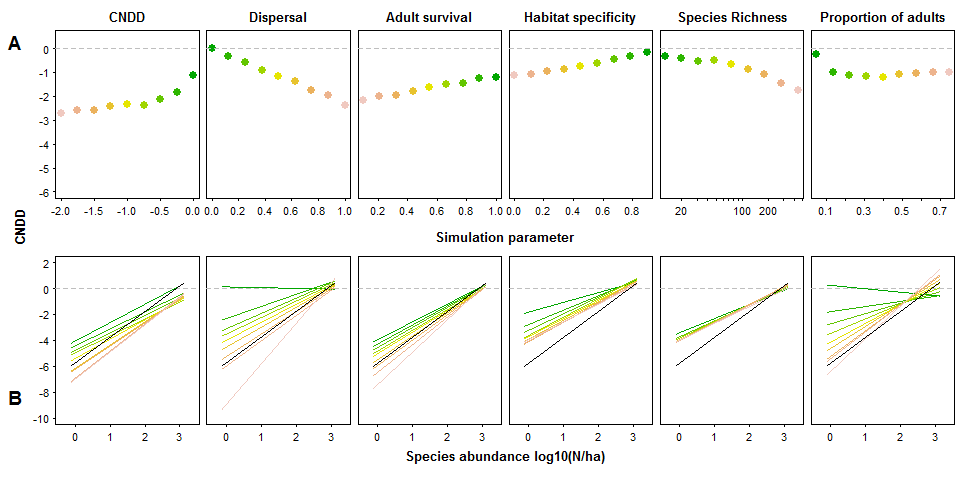 CNDD Dispersal Adult survival Habitat specificity Species Richness Proportion of adults
A
0
-1
-2
-3
-4
-5
-6
-2.0 -1.5 -1.0 -0.5 0.0 0.0 0.2 0.4 0.6 0.8 1.0 0.2 0.4 0.6 0.8 1.0 0.0 0.2 0.4 0.6 0.8 20 100 200 0.1 0.3 0.5 0.7
CNDD
Simulation parameter
2
0
-2
-4
-6
-8
-10
B
0 1 2 3 0 1 2 3 0 1 2 3 0 1 2 3 0 1 2 3 0 1 2 3
Species abundance log10(N/ha)